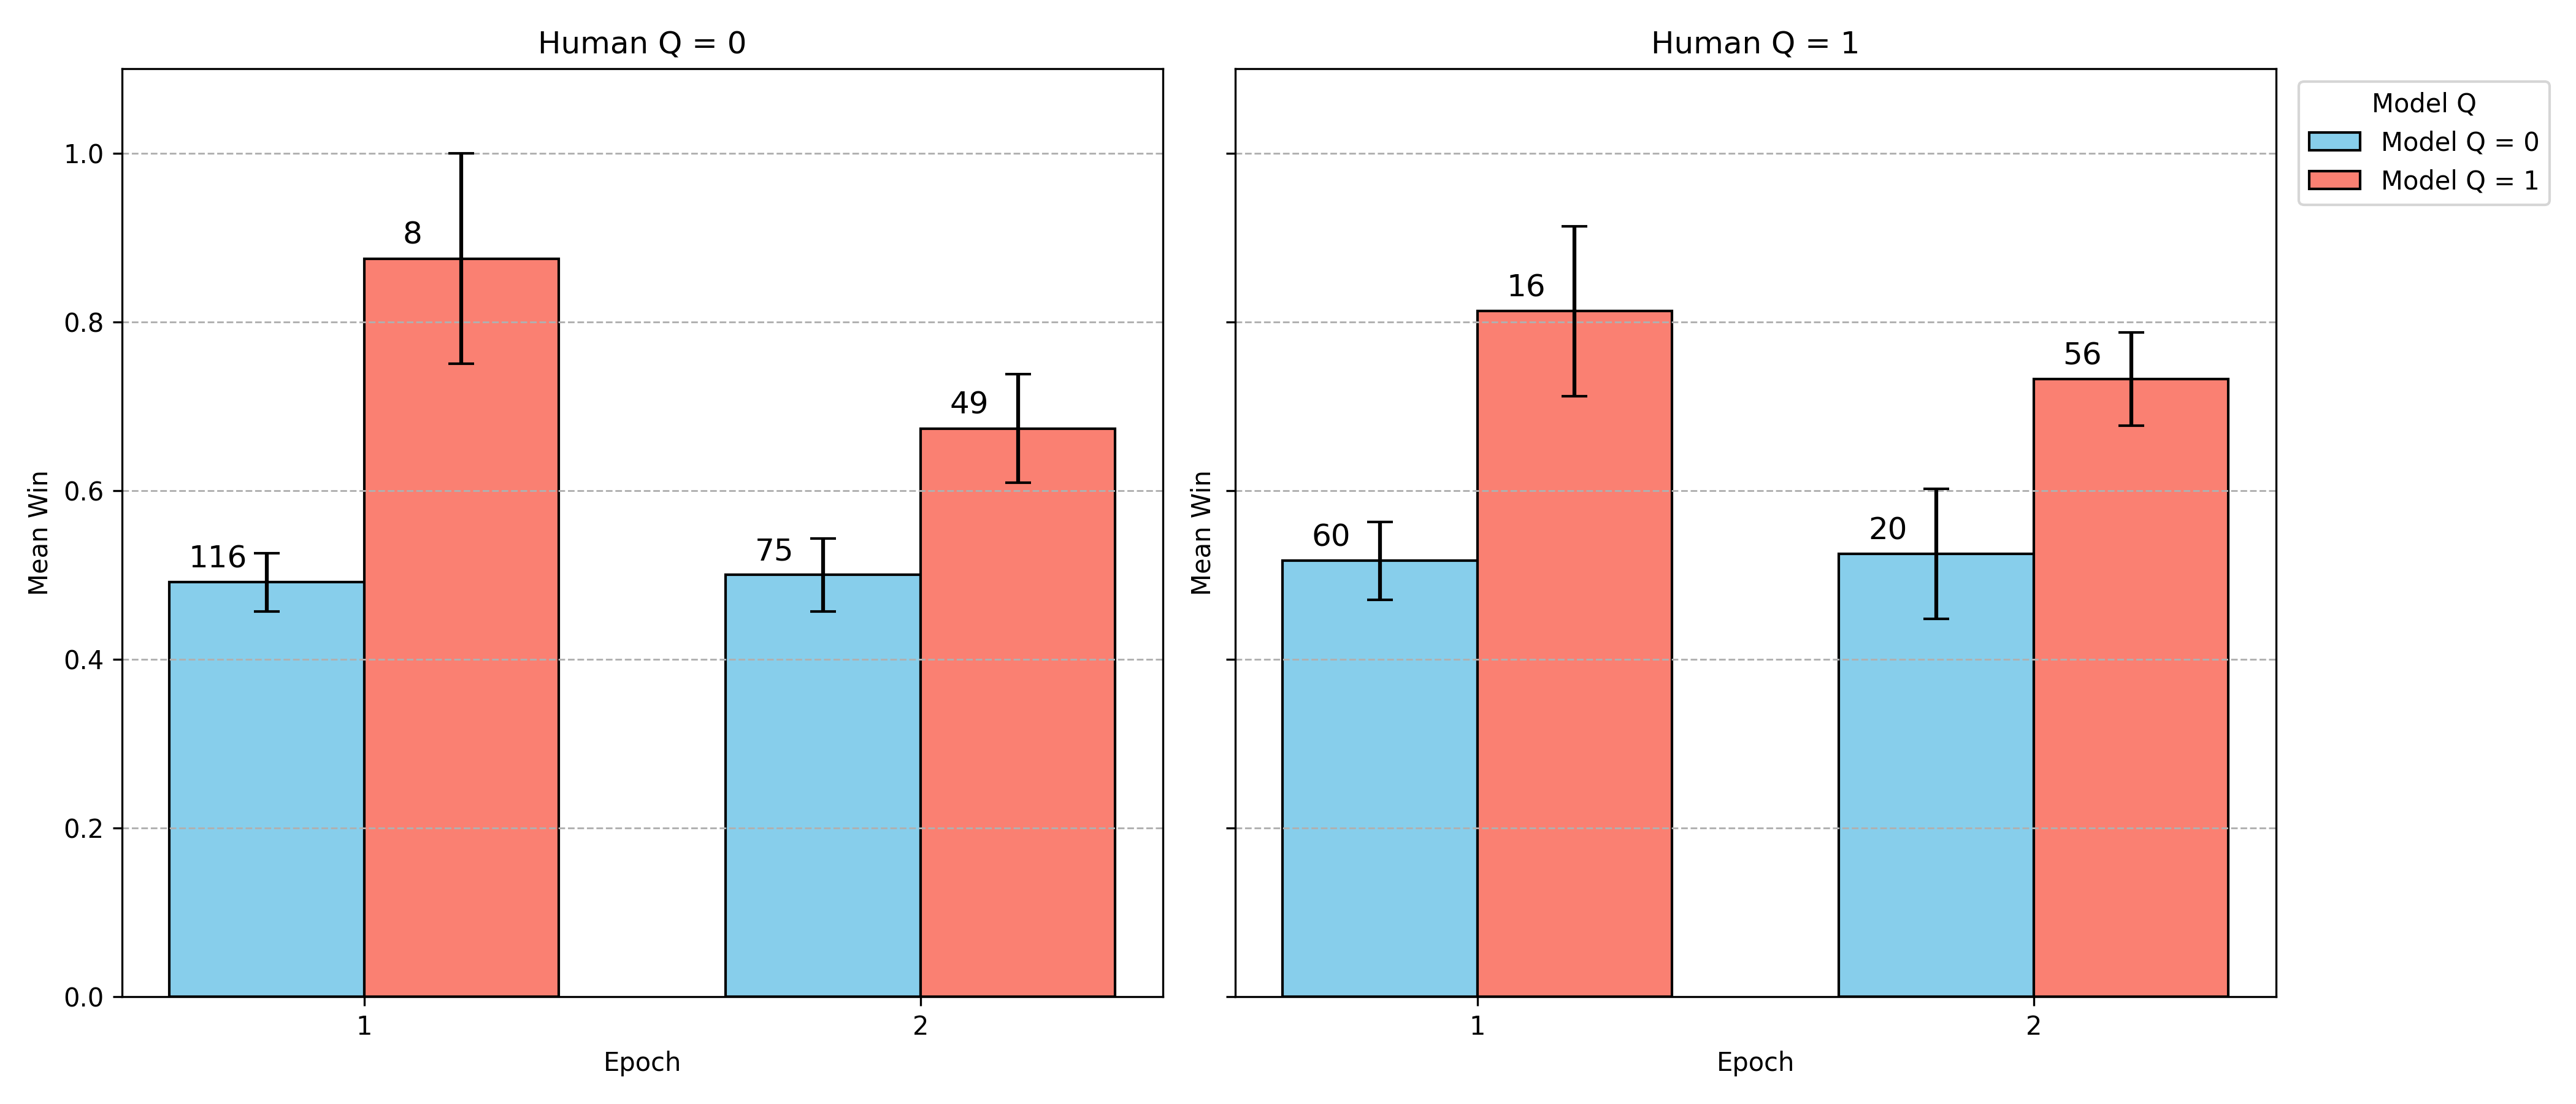 Human Q = 0
Mean Win
1.0
0.8
0.6
0.4
0.2
0.0
116
8
75
49
1
2
Epoch
Human Q = 1
Mean Win
60
16
20
56
1
2
Epoch
Model Q
Model Q = 0
Model Q = 1